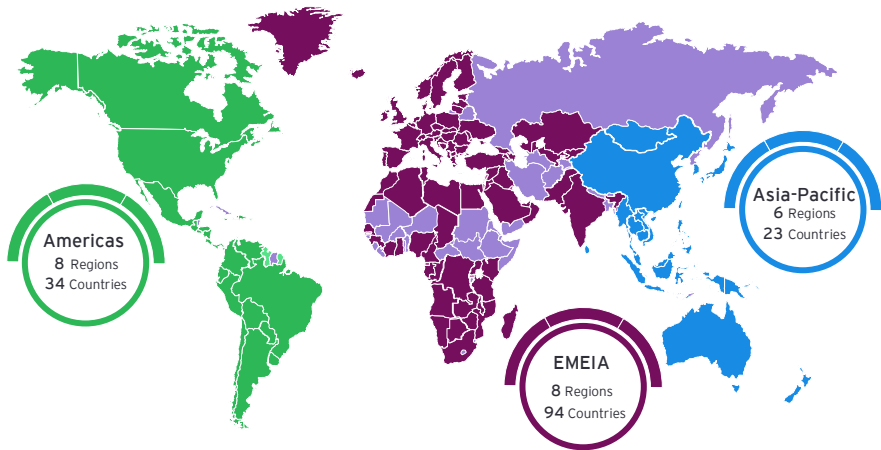 Americas
8 Regions
34 Countries
EMEIA
8 Regions
94 Countries
Asia-Pacific
6 Regions
23 Countries